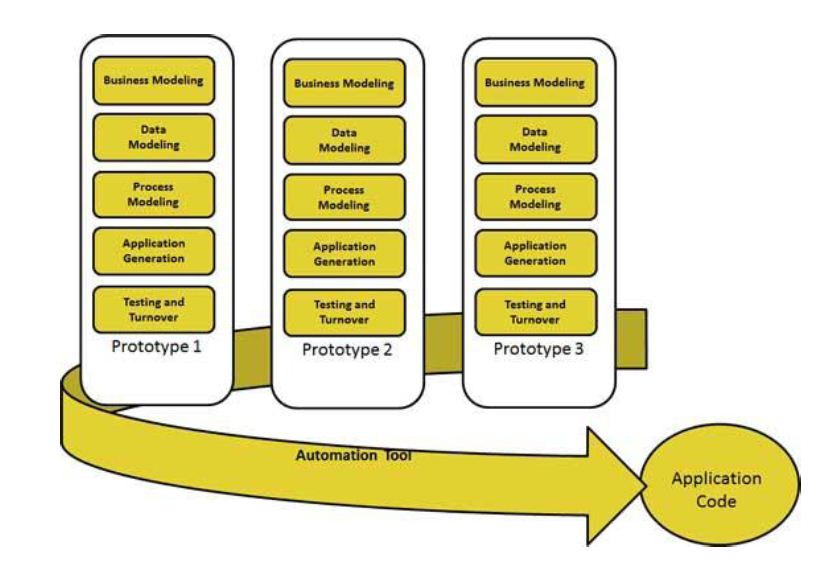 Business Modeling
Data
Modeling
Process
Modeling
Application
Generation
Testing and
Turnover
Prototype 1
Business Modeling
Data
Modeling
Process
Modeling
Application
Generation
Testing and
Turnover
Prototype 2
Business Modeling
Data
Modeling
Process
Modeling
Application
Generation
Testing and
Turnover
Prototype 3
Automation Tool
Application
Code